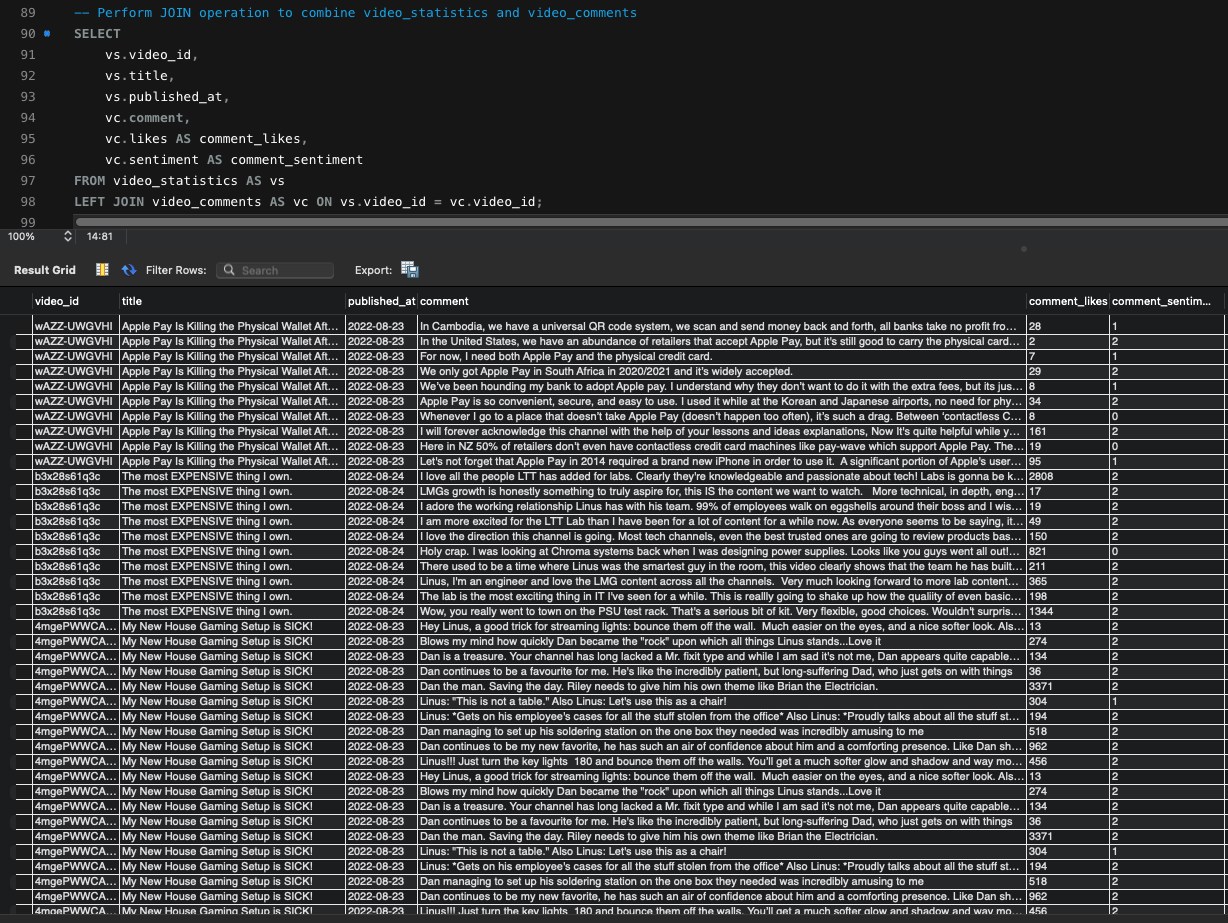 89 -- Perform JOIN operation to combine video_statistics and video_comments
90 SELECT
91 vs.video_id,
92 vs.title,
93 vs.published_at,
94 vc.comment,
95 vc.likes AS comment_likes,
96 vc.sentiment AS comment_sentiment
97 FROM video_statistics AS vs
98 LEFT JOIN video_comments AS vc ON vs.video_id = vc.video_id;
99
100% 14:81
Result Grid Filter Rows: Search Export:
video_id title published_at comment comment_likes comment_sentim...
wAZZ-UWGVHI Apple Pay Is Killing the Physical Wallet Aft... 2022-08-23 In Cambodia, we have a universal QR code system, we scan and send money back and forth, all banks take no profit fro... 28 1
wAZZ-UWGVHI Apple Pay Is Killing the Physical Wallet Aft... 2022-08-23 In the United States, we have an abundance of retailers that accept Apple Pay, but it's still good to carry the physical card... 2 2
wAZZ-UWGVHI Apple Pay Is Killing the Physical Wallet Aft... 2022-08-23 For now, I need both Apple Pay and the physical credit card. 7 1
wAZZ-UWGVHI Apple Pay Is Killing the Physical Wallet Aft... 2022-08-23 We only got Apple Pay in South Africa in 2020/2021 and it's widely accepted. 29 2
wAZZ-UWGVHI Apple Pay Is Killing the Physical Wallet Aft... 2022-08-23 We've been hounding my bank to adopt Apple pay. I understand why they don't want to do it with the extra fees, but its jus... 8 1
wAZZ-UWGVHI Apple Pay Is Killing the Physical Wallet Aft... 2022-08-23 Apple Pay is so convenient, secure, and easy to use. I used it while at the Korean and Japanese airports, no need for phy... 34 2
wAZZ-UWGVHI Apple Pay Is Killing the Physical Wallet Aft... 2022-08-23 Whenever I go to a place that doesn't take Apple Pay (doesn't happen too often), it's such a drag. Between 'contactless C... 8 0
wAZZ-UWGVHI Apple Pay Is Killing the Physical Wallet Aft... 2022-08-23 I will forever acknowledge this channel with the help of your lessons and ideas explanations, Now It's quite helpful while y... 161 2
wAZZ-UWGVHI Apple Pay Is Killing the Physical Wallet Aft... 2022-08-23 Here in NZ 50% of retailers don't even have contactless credit card machines like pay-wave which support Apple Pay. The... 19 0
wAZZ-UWGVHI Apple Pay Is Killing the Physical Wallet Aft... 2022-08-23 Let's not forget that Apple Pay in 2014 required a brand new iPhone in order to use it. A significant portion of Apple's user... 95 1
b3x28s61q3c The most EXPENSIVE thing I own. 2022-08-24 I love all the people LTT has added for labs. Clearly they're knowledgeable and passionate about tech! Labs is gonna be k... 2808 2
b3x28s61q3c The most EXPENSIVE thing I own. 2022-08-24 LMGs growth is honestly something to truly aspire for, this IS the content we want to watch. More technical, in depth, eng... 17 2
b3x28s61q3c The most EXPENSIVE thing I own. 2022-08-24 I adore the working relationship Linus has with his team. 99% of employees walk on eggshells around their boss and I wis... 19 2
b3x28s61q3c The most EXPENSIVE thing I own. 2022-08-24 I am more excited for the LTT Lab than I have been for a lot of content for a while now. As everyone seems to be saying, it... 49 2
b3x28s61q3c The most EXPENSIVE thing I own. 2022-08-24 I love the direction this channel is going. Most tech channels, even the best trusted ones are going to review products bas... 150 2
b3x28s61q3c The most EXPENSIVE thing I own. 2022-08-24 Holy crap. I was looking at Chroma systems back when I was designing power supplies. Looks like you guys went all out!... 821 0
b3x28s61q3c The most EXPENSIVE thing I own. 2022-08-24 There used to be a time where Linus was the smartest guy in the room, this video clearly shows that the team he has built... 211 2
b3x28s61q3c The most EXPENSIVE thing I own. 2022-08-24 Linus, I'm an engineer and love the LMG content across all the channels. Very much looking forward to more lab content... 365 2
b3x28s61q3c The most EXPENSIVE thing I own. 2022-08-24 The lab is the most exciting thing in IT I've seen for a while. This is reallly going to shake up how the qualiity of even basic... 198 2
b3x28s61q3c The most EXPENSIVE thing I own. 2022-08-24 Wow, you really went to town on the PSU test rack. That's a serious bit of kit. Very flexible, good choices. Wouldn't surpris... 1344 2
4mgePWWCA... My New House Gaming Setup is SICK! 2022-08-23 Hey Linus, a good trick for streaming lights: bounce them off the wall. Much easier on the eyes, and a nice softer look. Als... 13 2
4mgePWWCA... My New House Gaming Setup is SICK! 2022-08-23 Blows my mind how quickly Dan became the "rock" upon which all things Linus stands...Love it 274 2
4mgePWWCA... My New House Gaming Setup is SICK! 2022-08-23 Dan is a treasure. Your channel has long lacked a Mr. fixit type and while I am sad it's not me, Dan appears quite capable... 134 2
4mgePWWCA... My New House Gaming Setup is SICK! 2022-08-23 Dan continues to be a favourite for me. He's like the incredibly patient, but long-suffering Dad, who just gets on with things 36 2
4mgePWWCA... My New House Gaming Setup is SICK! 2022-08-23 Dan the man. Saving the day. Riley needs to give him his own theme like Brian the Electrician. 3371 2
4mgePWWCA... My New House Gaming Setup is SICK! 2022-08-23 Linus: "This is not a table." Also Linus: Let's use this as a chair! 304 1
4mgePWWCA... My New House Gaming Setup is SICK! 2022-08-23 Linus: *Gets on his employee's cases for all the stuff stolen from the office* Also Linus: *Proudly talks about all the stuff st... 194 2
4mgePWWCA... My New House Gaming Setup is SICK! 2022-08-23 Dan managing to set up his soldering station on the one box they needed was incredibly amusing to me 518 2
4mgePWWCA... My New House Gaming Setup is SICK! 2022-08-23 Dan continues to be my new favorite, he has such an air of confidence about him and a comforting presence. Like Dan sh... 962 2
4mgePWWCA... My New House Gaming Setup is SICK! 2022-08-23 Linus!!! Just turn the key lights 180 and bounce them off the walls. You'll get a much softer glow and shadow and way mo... 456 2
4mgePWWCA... My New House Gaming Setup is SICK! 2022-08-23 Hey Linus, a good trick for streaming lights: bounce them off the wall. Much easier on the eyes, and a nice softer look. Als... 13 2
4mgePWWCA... My New House Gaming Setup is SICK! 2022-08-23 Blows my mind how quickly Dan became the "rock" upon which all things Linus stands...Love it 274 2
4mgePWWCA... My New House Gaming Setup is SICK! 2022-08-23 Dan is a treasure. Your channel has long lacked a Mr. fixit type and while I am sad it's not me, Dan appears quite capable... 134 2
4mgePWWCA... My New House Gaming Setup is SICK! 2022-08-23 Dan continues to be a favourite for me. He's like the incredibly patient, but long-suffering Dad, who just gets on with things 36 2
4mgePWWCA... My New House Gaming Setup is SICK! 2022-08-23 Dan the man. Saving the day. Riley needs to give him his own theme like Brian the Electrician. 3371 2
4mgePWWCA... My New House Gaming Setup is SICK! 2022-08-23 Linus: "This is not a table." Also Linus: Let's use this as a chair! 304 1
4mgePWWCA... My New House Gaming Setup is SICK! 2022-08-23 Linus: *Gets on his employee's cases for all the stuff stolen from the office* Also Linus: *Proudly talks about all the stuff st... 194 2
4mgePWWCA... My New House Gaming Setup is SICK! 2022-08-23 Dan managing to set up his soldering station on the one box they needed was incredibly amusing to me 518 2
4mgePWWCA... My New House Gaming Setup is SICK! 2022-08-23 Dan continues to be my new favorite, he has such an air of confidence about him and a comforting presence. Like Dan sh... 962 2
4mgePWWCA... My New House Gaming Setup is SICK! 2022-08-23 Linus!!! Just turn the key lights 180 and bounce them off the walls. You'll get a much softer glow and shadow and way mo... 456 2